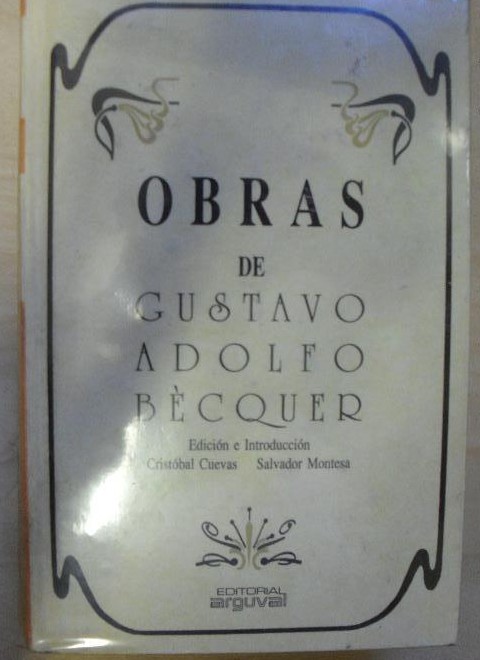 OBRAS
DE
GUSTAVO
ADOLFO
BÈCQUER
Edición e Introducción
Cristóbal Cuevas Salvador Montesa
EDITORIAL
arguval